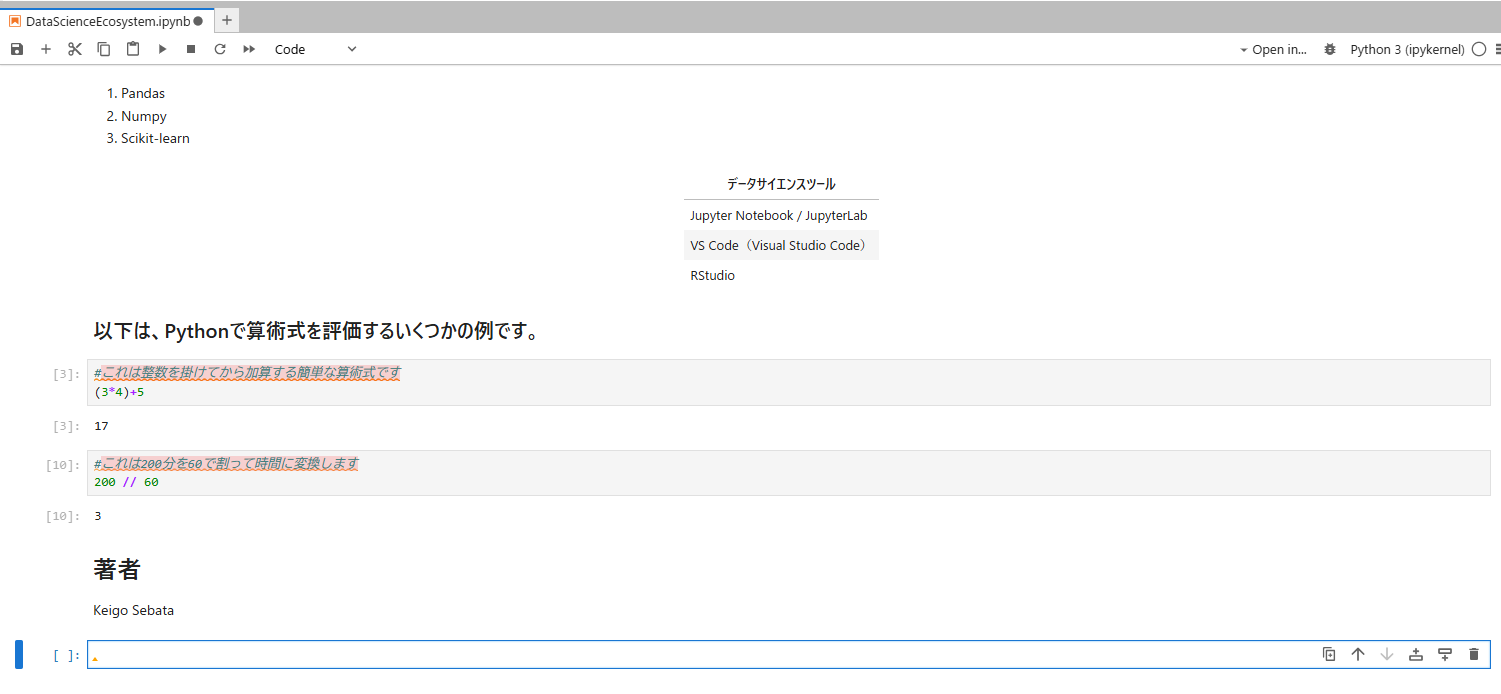 DataScienceEcosystem.ipynb
Code
Open in...
Python 3 (ipykernel)
1. Pandas
2. Numpy
3. Scikit-learn
データサイエンスツール
Jupyter Notebook / JupyterLab
VS Code（Visual Studio Code）
RStudio
以下は、Pythonで算術式を評価するいくつかの例です。
[3]: #これは整数を掛けてから加算する簡単な算術式です
(3*4)+5
[3]: 17
[10]: #これは200分を60で割って時間に変換します
200 // 60
[10]: 3
著者
Keigo Sebata
[ ]: